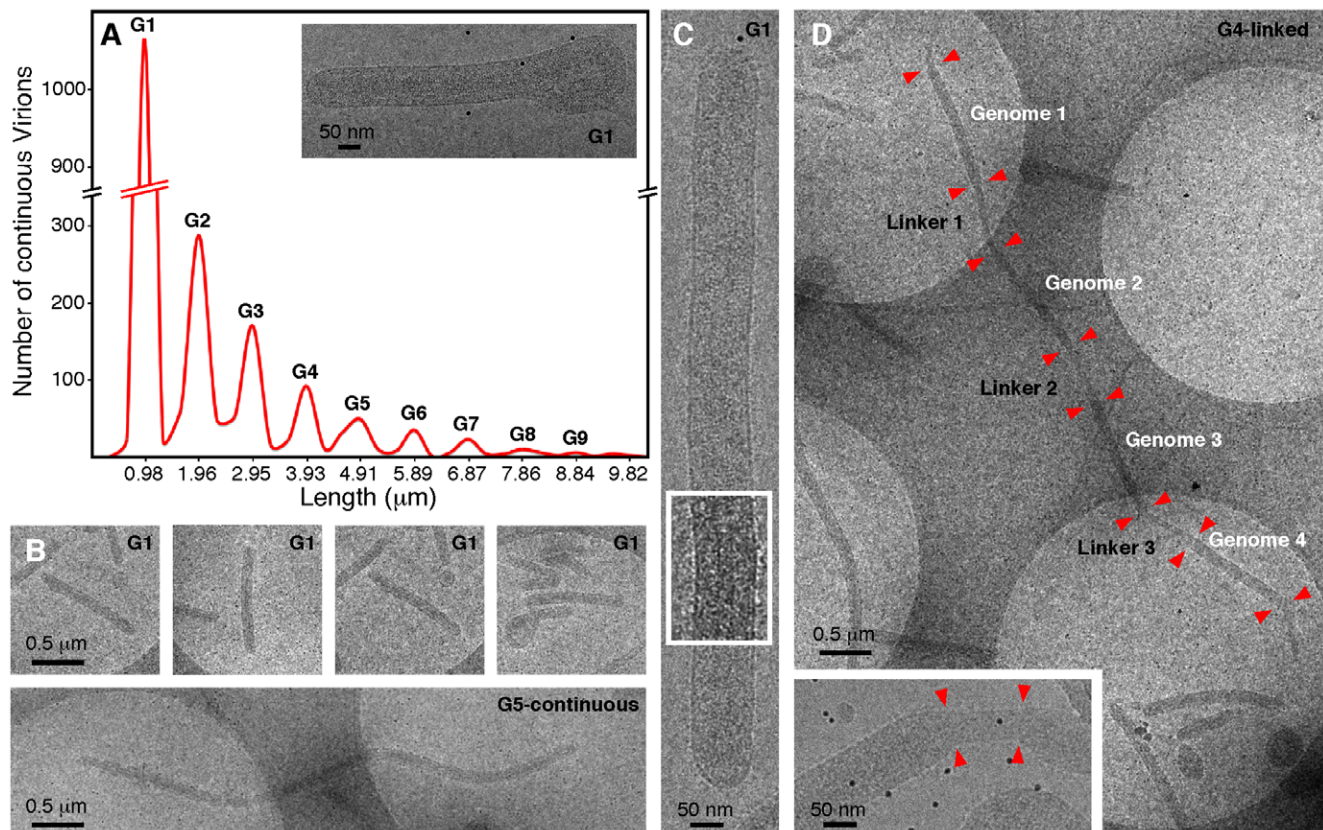 A
G1
G2
G3
G4
G5
G6
G7
G8
G9
Number of continuous Virions
1000
900
300
200
100
0.98 1.96 2.95 3.93 4.91 5.89 6.87 7.86 8.84 9.82
Length (μm)
50 nm
G1
B
G1
0.5 μm
G1
G1
G1
G5-continuous
0.5 μm
C
G1
50 nm
D
G4-linked
Genome 1
Linker 1
Genome 2
Linker 2
Genome 3
Linker 3
Genome 4
0.5 μm
50 nm